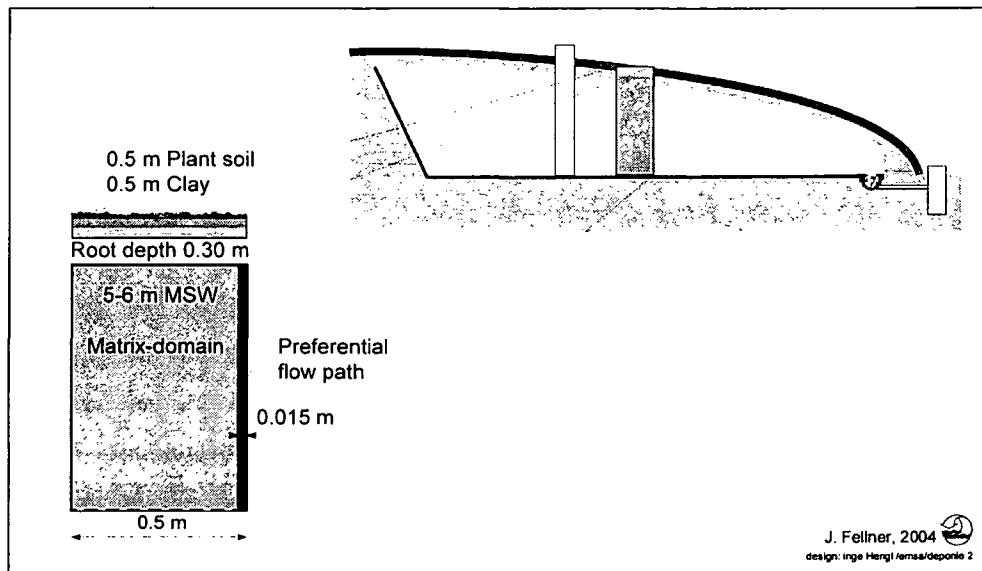 0.5 m Plant soil
0.5 m Clay
Root depth 0.30 m
5-6 m MSW
Matrix-domain
Preferential
flow path
0.015 m
0.5 m
J. Fellner, 2004
design: Inge Hengl /emsa/deponie 2